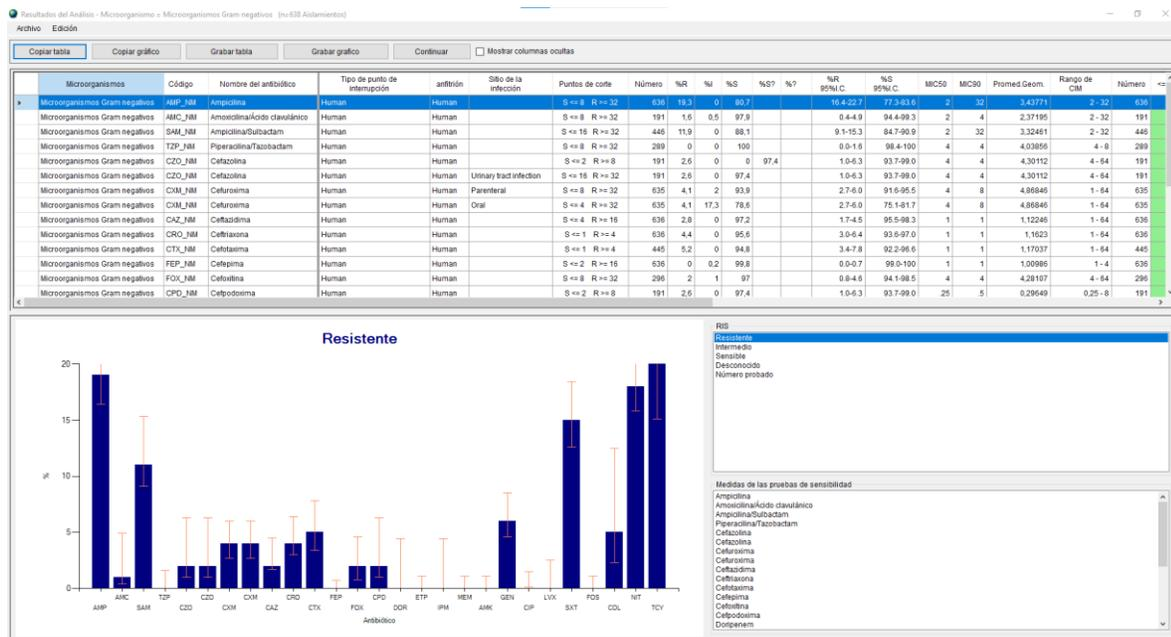 Resultados del Análisis - Microorganismo = Microorganismos Gram negativos (n=638 Aislamientos)
Archivo Edición
Copiar tabla Copiar gráfico Grabar tabla Grabar grafico Continuar Mostrar columnas ocultas
Microorganismos Código Nombre del antibiótico Tipo de punto de interrupción anfitrión Sitio de la infección Puntos de corte Número %R %I %S %S? %? %R 95%I.C. %S 95%I.C. MIC50 MIC90 Promed.Geom. Rango de CIM Número <=
Microorganismos Gram negativos AMP_NM Ampicilina Human Human S <= 8 R >= 32 636 19,3 0 80,7 16.4-22.7 77.3-83.6 2 32 3,43771 2 - 32 636
Microorganismos Gram negativos AMC_NM Amoxicilina/Ácido clavulánico Human Human S <= 8 R >= 32 191 1,6 0,5 97,9 0.4-4.9 94.4-99.3 2 4 2,37195 2 - 32 191
Microorganismos Gram negativos SAM_NM Ampicilina/Sulbactam Human Human S <= 16 R >= 32 446 11,9 0 88,1 9.1-15.3 84.7-90.9 2 32 3,32461 2 - 32 446
Microorganismos Gram negativos TZP_NM Piperacilina/Tazobactam Human Human S <= 8 R >= 32 289 0 0 100 0.0-1.6 98.4-100 4 4 4,03856 4 - 8 289
Microorganismos Gram negativos CZO_NM Cefazolina Human Human S <= 2 R >= 8 191 2,6 0 0 97,4 1.0-6.3 93.7-99.0 4 4 4,30112 4 - 64 191
Microorganismos Gram negativos CZO_NM Cefazolina Human Human Urinary tract infection S <= 16 R >= 32 191 2,6 0 97,4 1.0-6.3 93.7-99.0 4 4 4,30112 4 - 64 191
Microorganismos Gram negativos CXM_NM Cefuroxima Human Human Parenteral S <= 8 R >= 32 635 4,1 2 93,9 2.7-6.0 91.6-95.5 4 8 4,86846 1 - 64 635
Microorganismos Gram negativos CXM_NM Cefuroxima Human Human Oral S <= 4 R >= 32 635 4,1 17,3 78,6 2.7-6.0 75.1-81.7 4 8 4,86846 1 - 64 635
Microorganismos Gram negativos CAZ_NM Ceftazidima Human Human S <= 4 R >= 16 636 2,8 0 97,2 1.7-4.5 95.5-98.3 1 1 1,12246 1 - 64 636
Microorganismos Gram negativos CRO_NM Ceftriaxona Human Human S <= 1 R >= 4 636 4,4 0 95,6 3.0-6.4 93.6-97.0 1 1 1,1623 1 - 64 636
Microorganismos Gram negativos CTX_NM Cefotaxima Human Human S <= 1 R >= 4 445 5,2 0 94,8 3.4-7.8 92.2-96.6 1 1 1,17037 1 - 64 445
Microorganismos Gram negativos FEP_NM Cefepima Human Human S <= 2 R >= 16 636 0 0,2 99,8 0.0-0.7 99.0-100 1 1 1,00986 1 - 4 636
Microorganismos Gram negativos FOX_NM Cefoxitina Human Human S <= 8 R >= 32 296 2 1 97 0.8-4.6 94.1-98.5 4 4 4,28107 4 - 64 296
Microorganismos Gram negativos CPD_NM Cefpodoxima Human Human S <= 2 R >= 8 191 2,6 0 97,4 1.0-6.3 93.7-99.0 .25 .5 0,29649 0,25 - 8 191
Resistente
20
15
%
10
5
0
AMP AMC SAM TZP CZO CZO CXM CXM CAZ CRO CTX FEP FOX CPD DOR ETP IPM MEM AMK GEN CIP LVX SXT FOS COL NIT TCY
Antibiótico
RIS
Resistente
Intermedio
Sensible
Desconocido
Número probado
Medidas de las pruebas de sensibilidad
Ampicilina
Amoxicilina/Ácido clavulánico
Ampicilina/Sulbactam
Piperacilina/Tazobactam
Cefazolina
Cefazolina
Cefuroxima
Cefuroxima
Ceftazidima
Ceftriaxona
Cefotaxima
Cefepima
Cefoxitina
Cefpodoxima
Doripenem